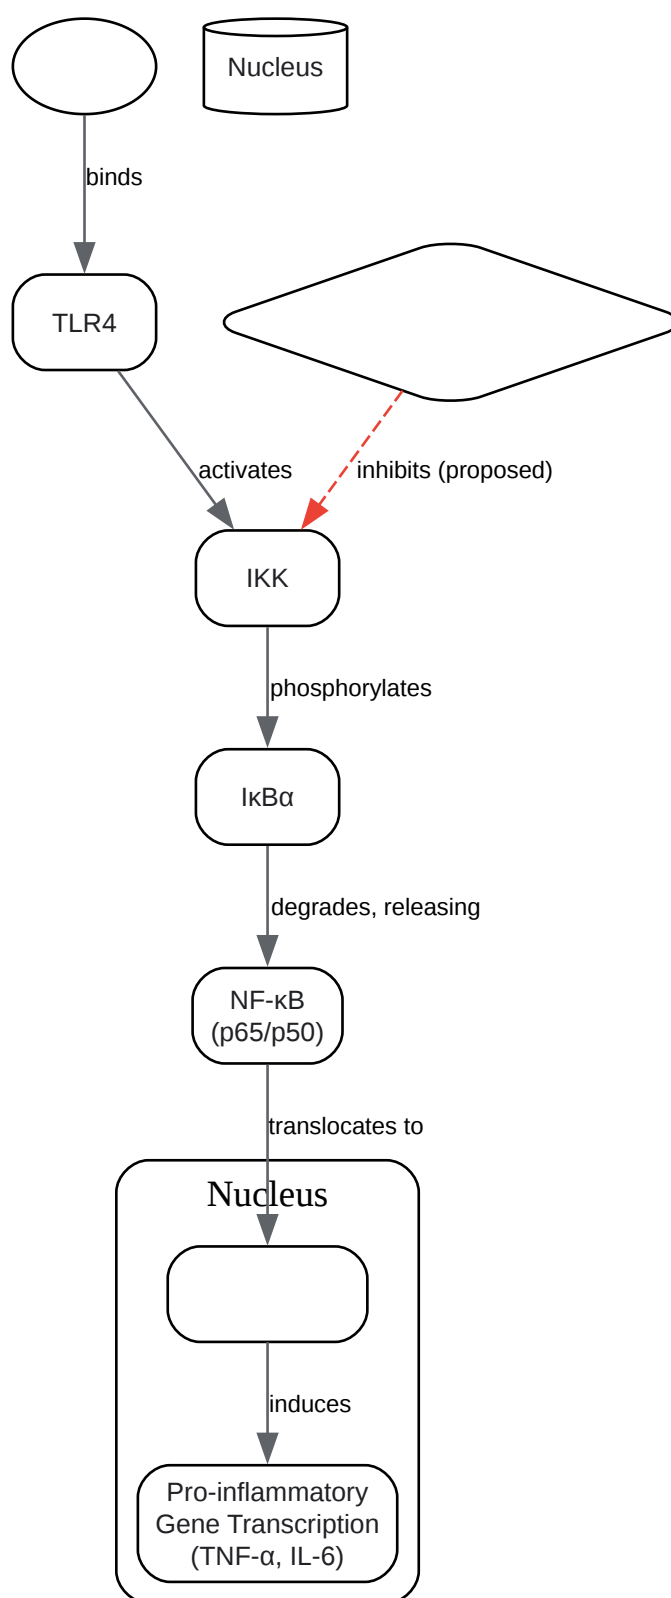 Nucleus
binds
TLR4
activates
inhibits (proposed)
IKK
phosphorylates
IκBα
degrades, releasing
NF-κB
(p65/p50)
translocates to
Nucleus
induces
Pro-inflammatory
Gene Transcription
(TNF-α, IL-6)